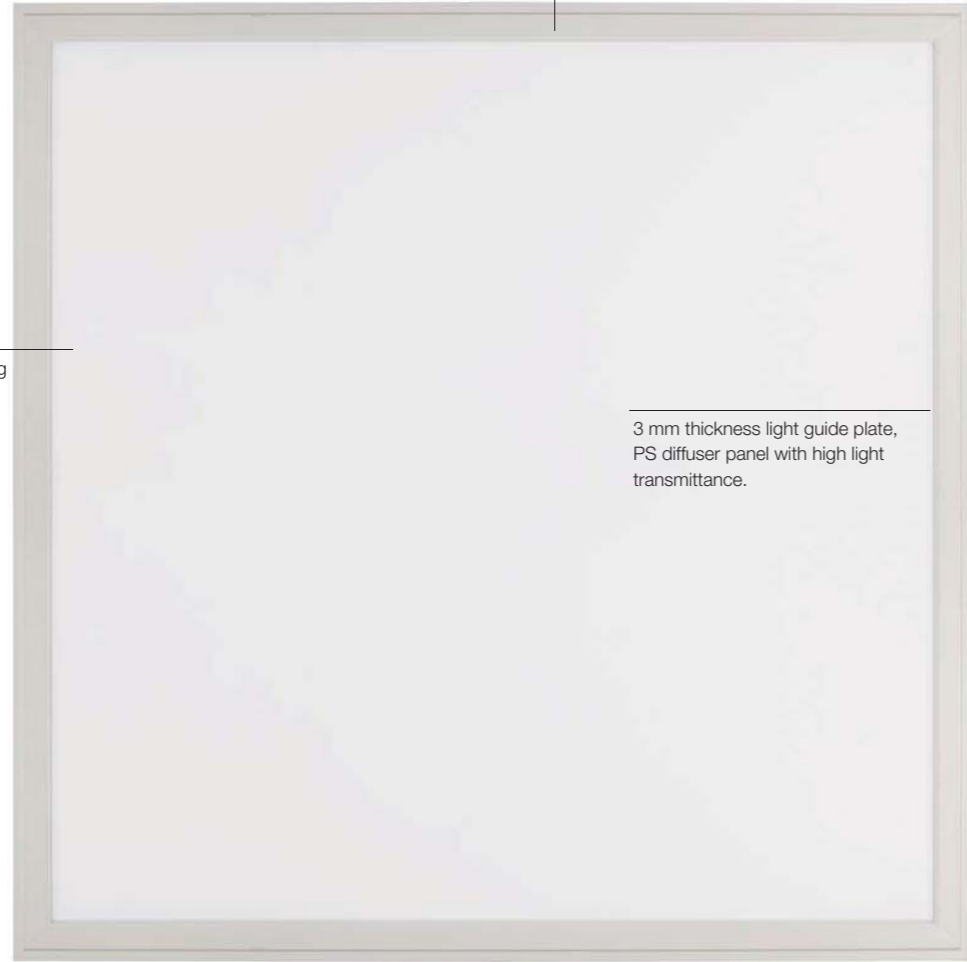 3 mm thickness light guide plate,
PS diffuser panel with high light
transmittance.